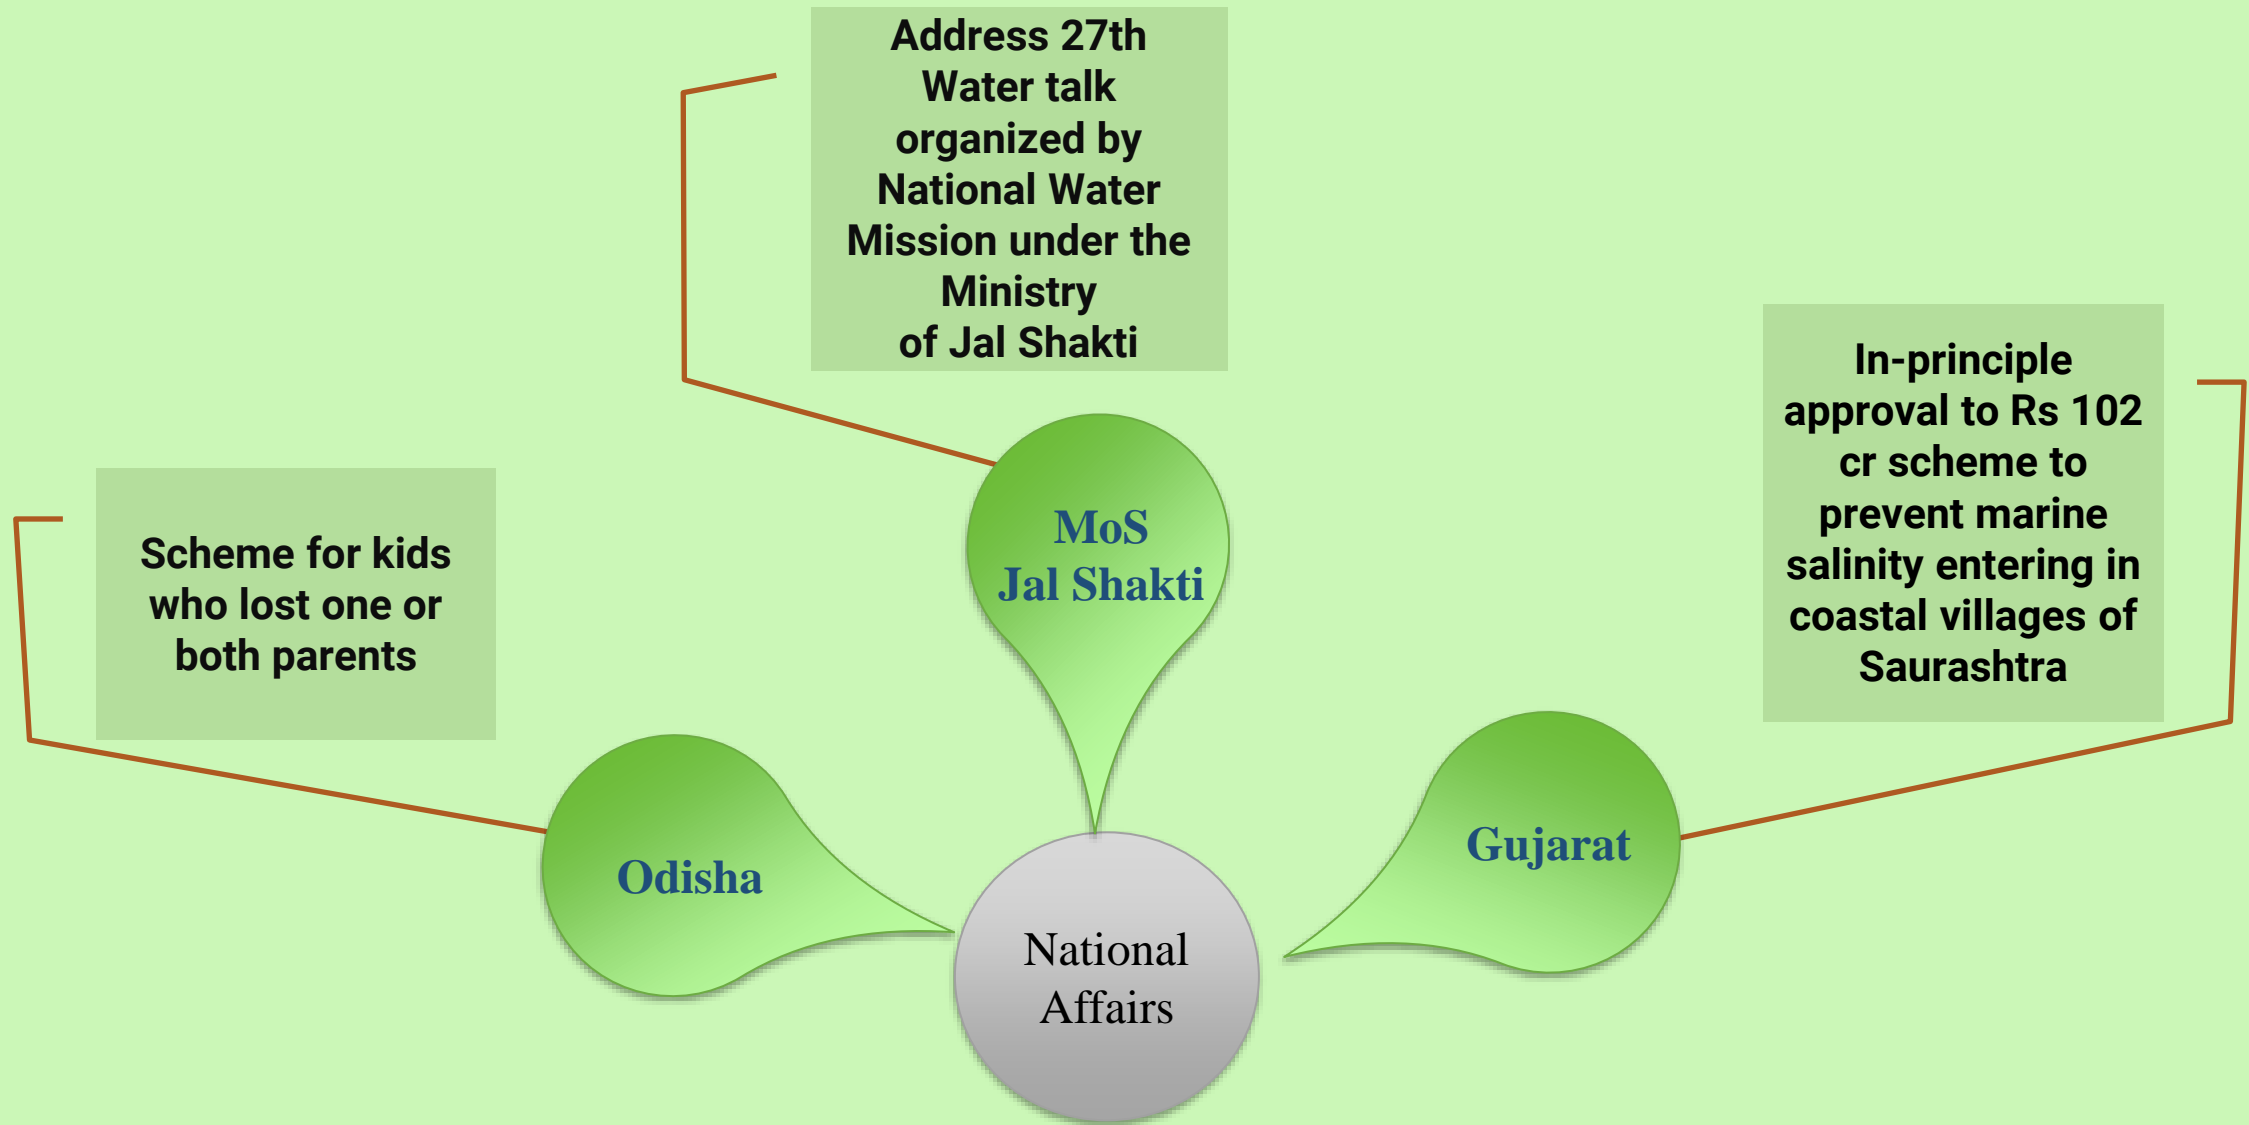 Address 27th
Water talk
organized by
National Water
Mission under the
Ministry
of Jal Shakti
In-principle
approval to Rs 102
cr scheme to
prevent marine
salinity entering in
coastal villages of
Saurashtra
Scheme for kids
who lost one or
both parents
MoS
Jal Shakti
Odisha
Gujarat
National
Affairs